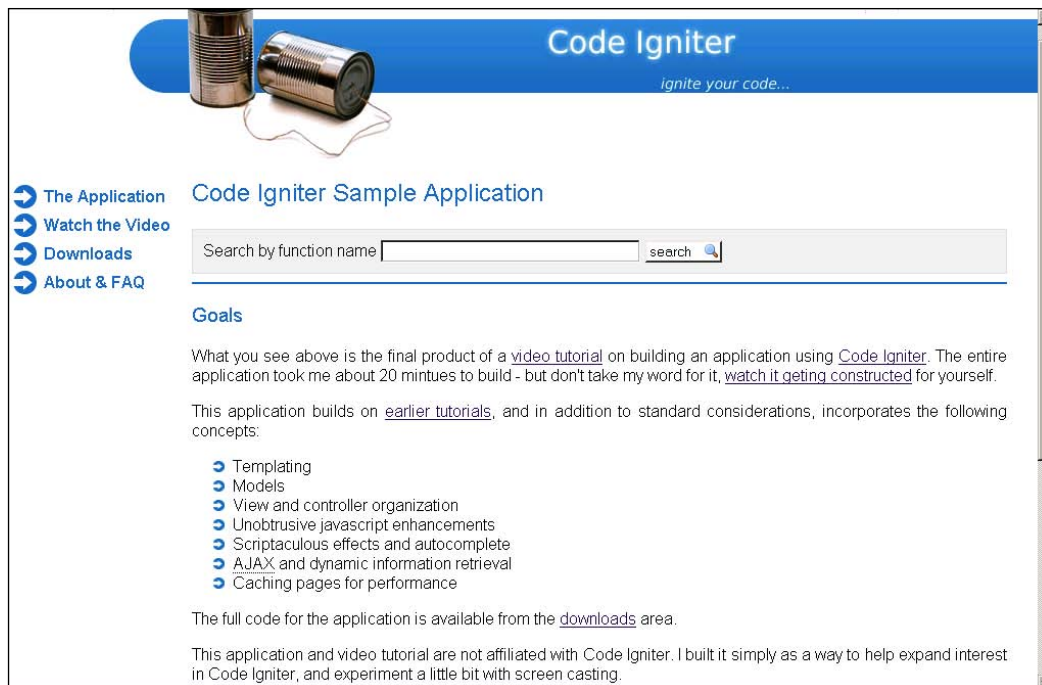 Code Igniter
ignite your code...
The Application
Watch the Video
Downloads
About & FAQ
Code Igniter Sample Application
Search by function name
search
Goals
What you see above is the final product of a video tutorial on building an application using Code Igniter. The entire
application took me about 20 mintues to build - but don't take my word for it, watch it geting constructed for yourself.
This application builds on earlier tutorials, and in addition to standard considerations, incorporates the following
concepts:
Templating
Models
View and controller organization
Unobtrusive javascript enhancements
Scriptaculous effects and autocomplete
AJAX and dynamic information retrieval
Caching pages for performance
The full code for the application is available from the downloads area.
This application and video tutorial are not affiliated with Code Igniter. I built it simply as a way to help expand interest
in Code Igniter, and experiment a little bit with screen casting.